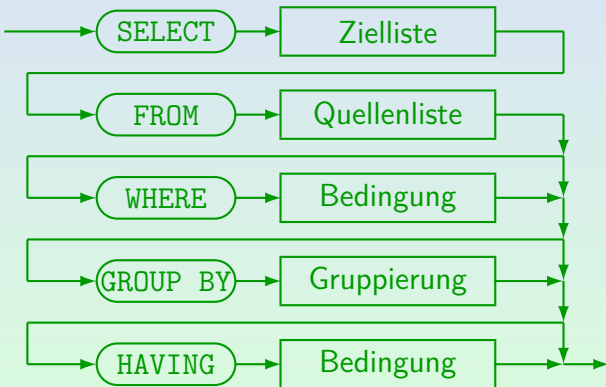 SELECT Zielliste
FROM Quellenliste
WHERE Bedingung
GROUP BY Gruppierung
HAVING Bedingung